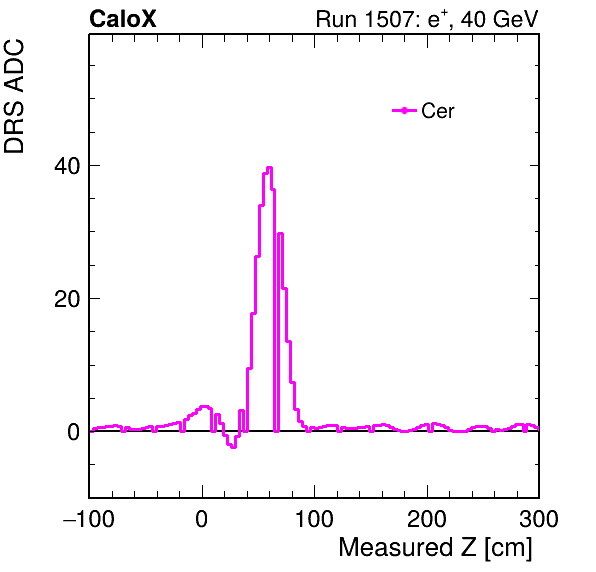 CaloX Run 1507: e⁺, 40 GeV
DRS ADC
Cer
40
20
0
−100 0 100 200 300
Measured Z [cm]